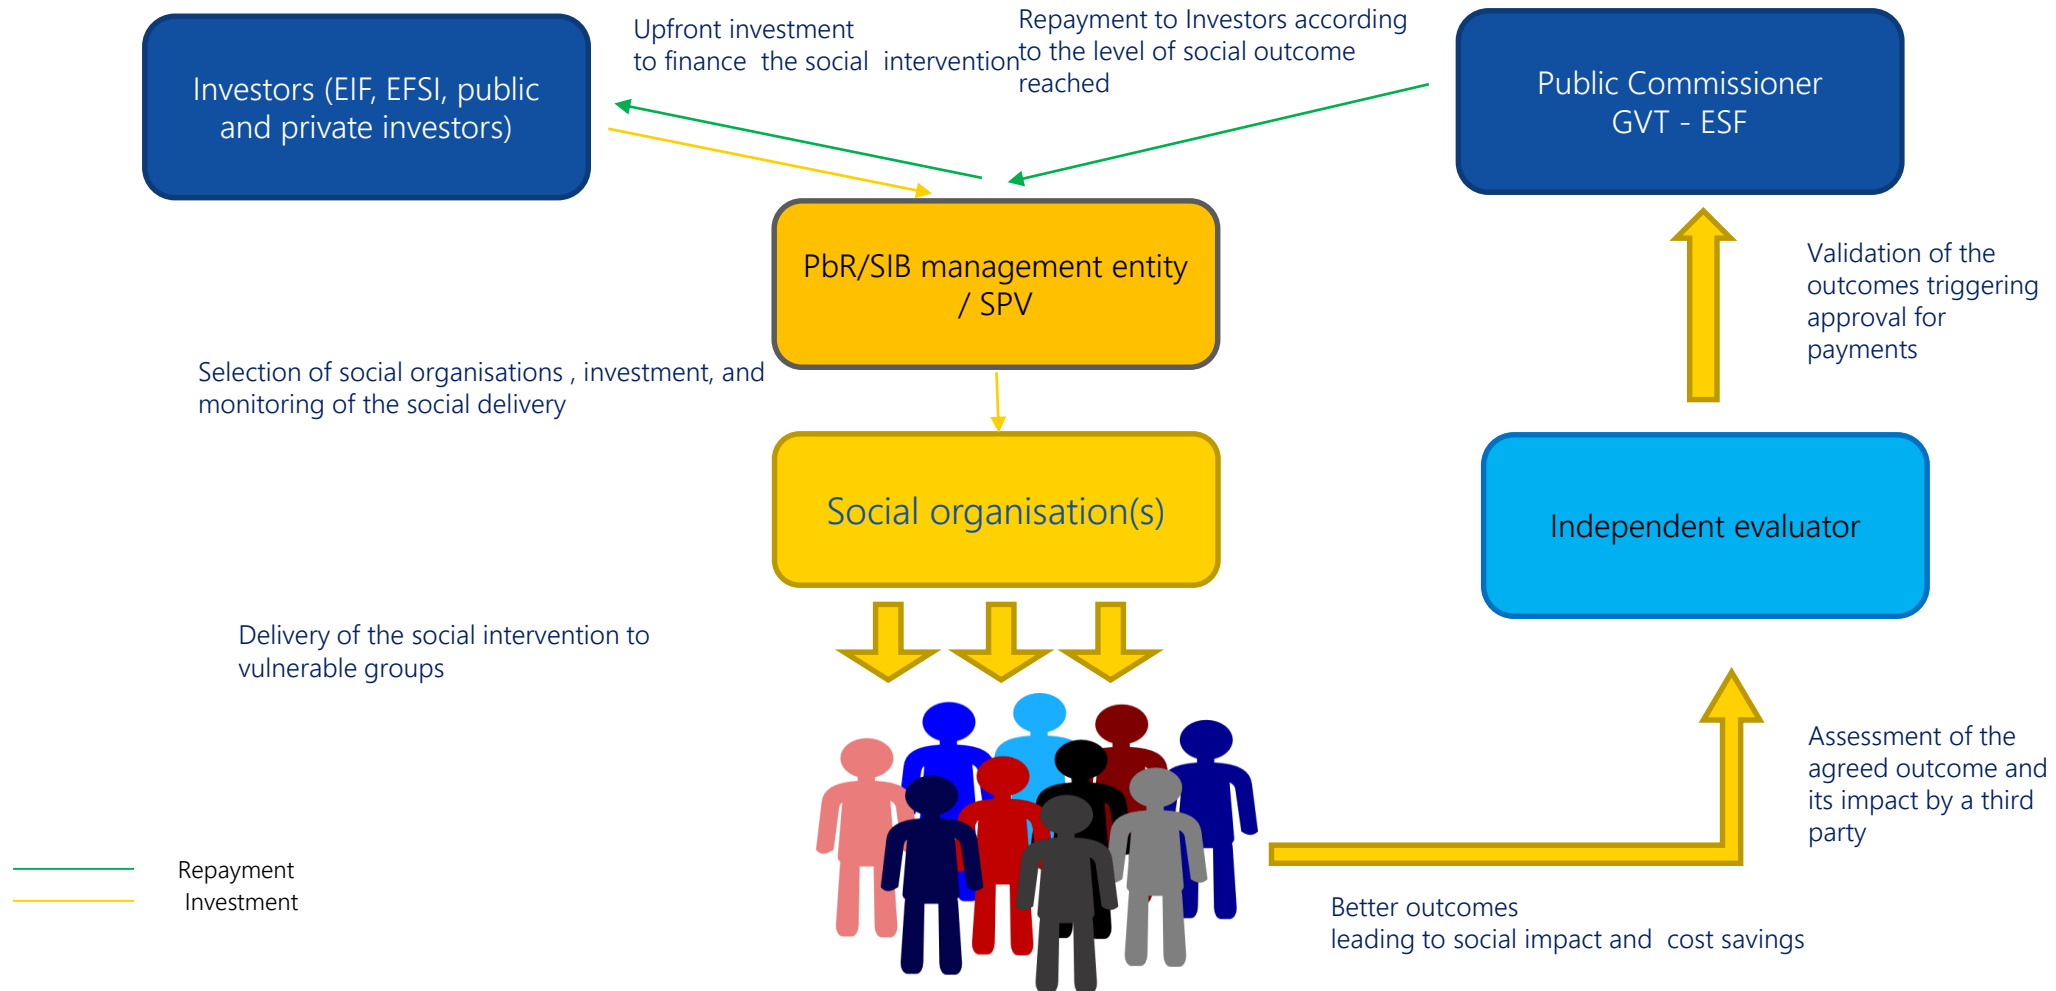 Upfront investment
to finance the social intervention
Repayment to Investors according
to the level of social outcome
reached
Investors (EIF, EFSI, public
and private investors)
Public Commissioner
GVT - ESF
PbR/SIB management entity
/ SPV
Validation of the
outcomes triggering
approval for
payments
Selection of social organisations , investment, and
monitoring of the social delivery
Social organisation(s)
Independent evaluator
Delivery of the social intervention to
vulnerable groups
Assessment of the
agreed outcome and
its impact by a third
party
Repayment
Investment
Better outcomes
leading to social impact and cost savings